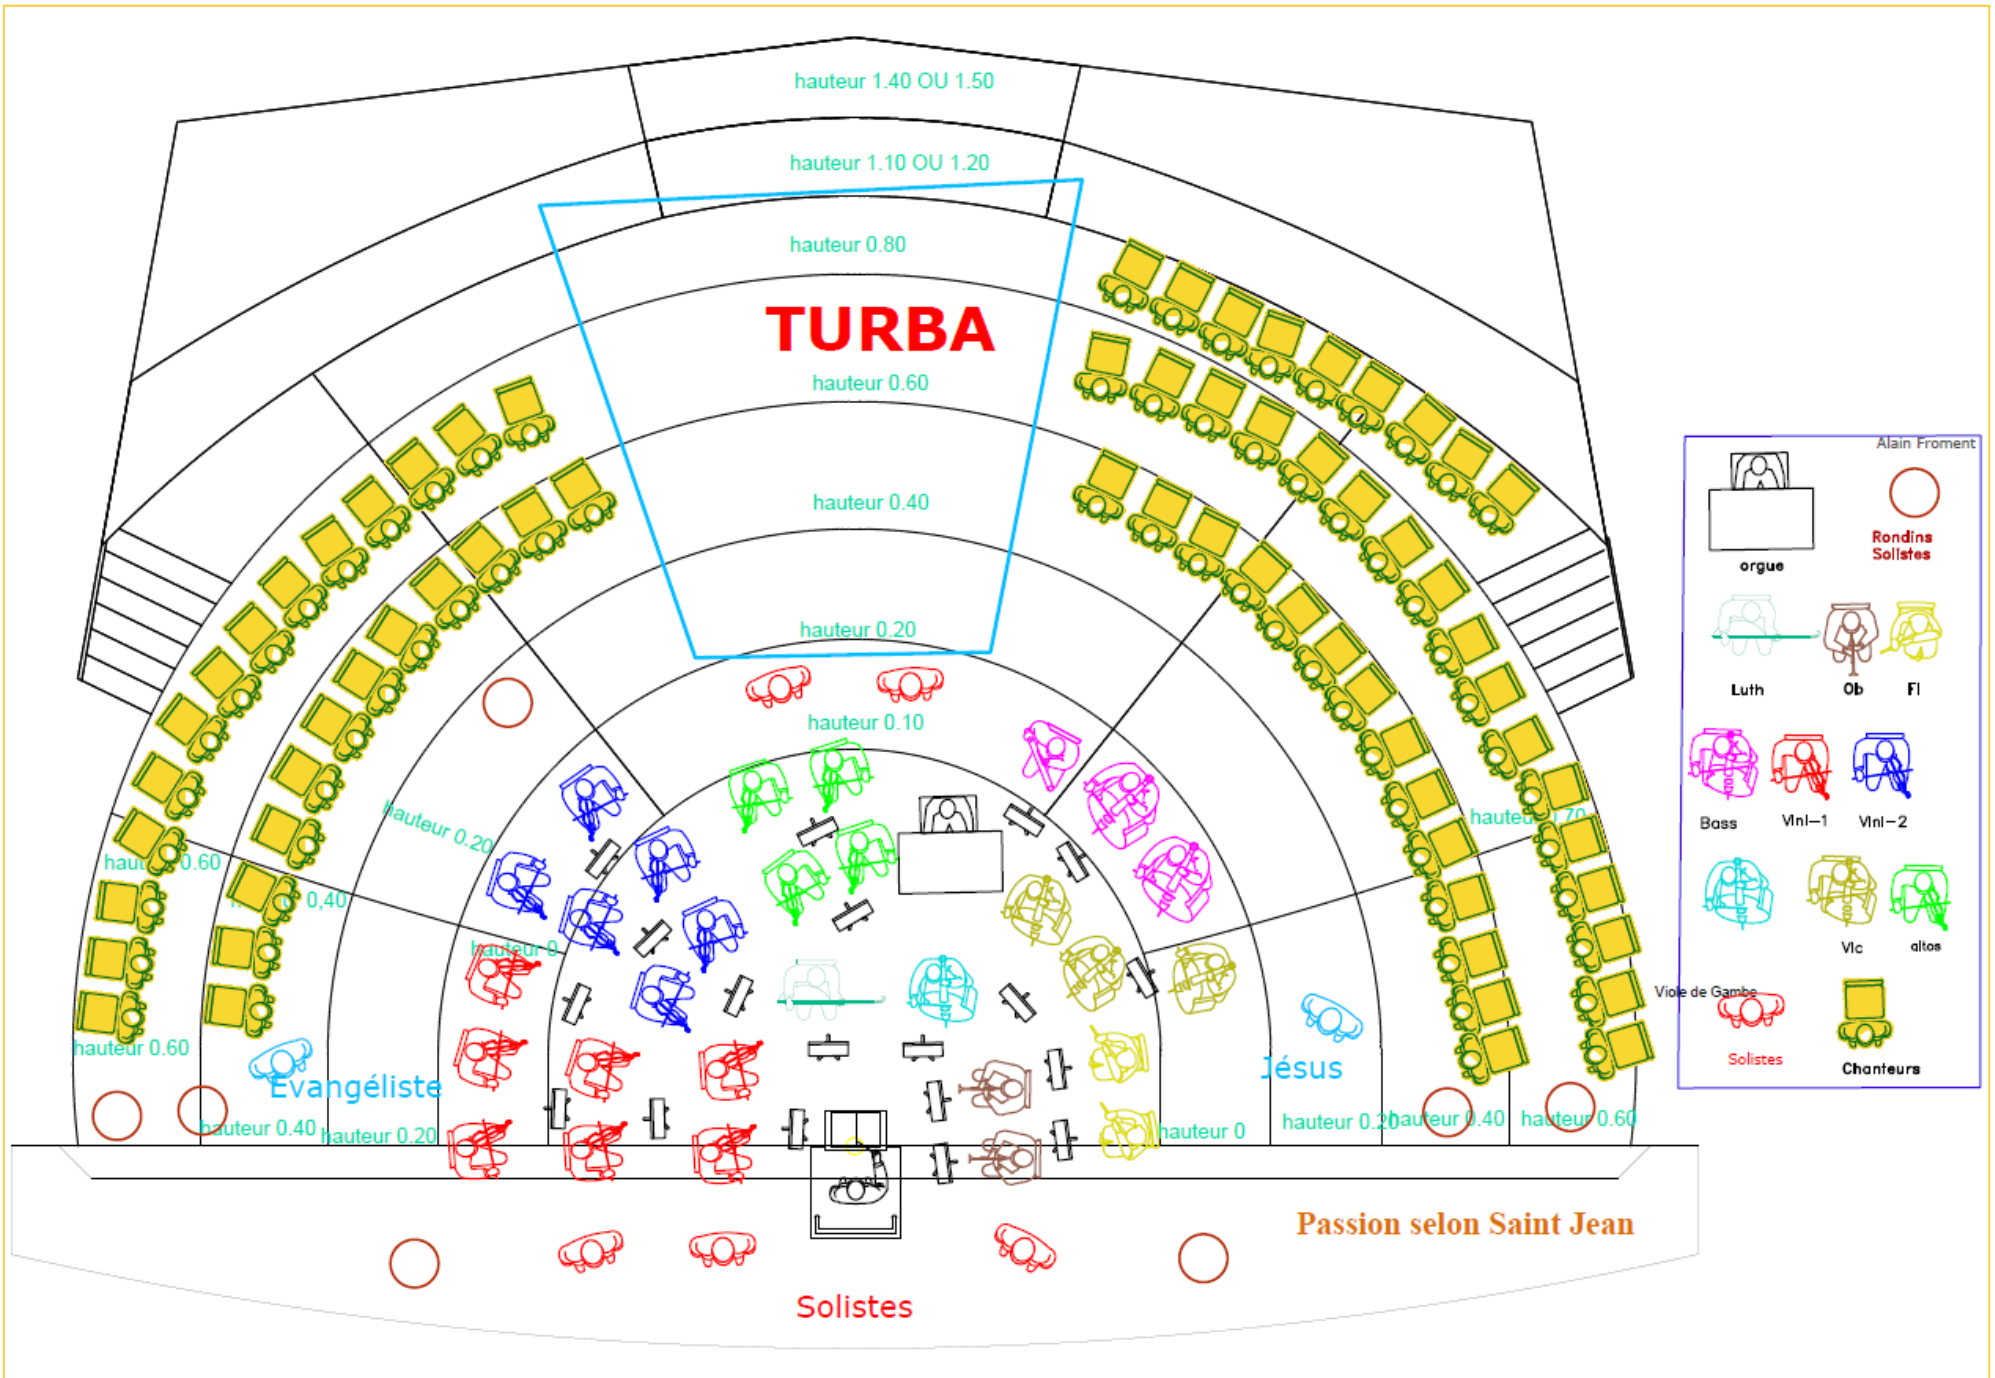 hauteur 1.40 OU 1.50
hauteur 1.10 OU 1.20
hauteur 0.80
TURBA
hauteur 0.60
hauteur 0.40
hauteur 0.20
hauteur 0.10
hauteur 0.20
hauteur 0.60
0,40
hauteur 0
hauteur 0.70
hauteur 0.60
Evangéliste
hauteur 0.40
hauteur 0.20
Jésus
hauteur 0
hauteur 0.20
hauteur 0.40
hauteur 0.60
Passion selon Saint Jean
Solistes
Alain Froment
Rondins
Solistes
orgue
Luth
Ob
Fl
Bass
Vlnl-1
Vlnl-2
Vlc
altos
Viole de Gambe
Solistes
Chanteurs